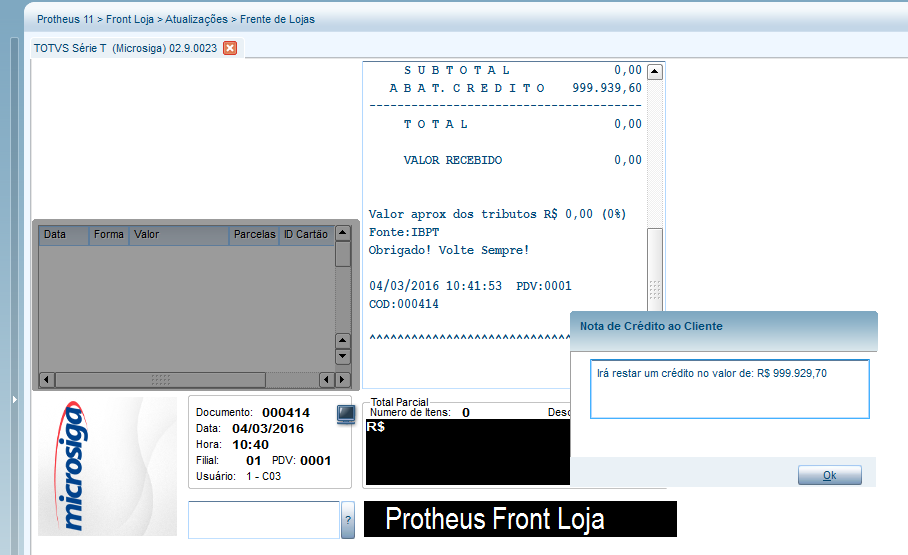 Protheus 11 > Front Loja > Atualizações > Frente de Lojas
TOTVS Série T (Microsiga) 02.9.0023
S U B T O T A L 0,00
A B A T. C R E D I T O 999.939,60
----------------------------------------
T O T A L 0,00
VALOR RECEBIDO 0,00
Valor aprox dos tributos R$ 0,00 (0%)
Fonte:IBPT
Obrigado! Volte Sempre!
04/03/2016 10:41:53 PDV:0001
COD:000414
^^^^^^^^^^^^^^^^^^^^^^^^^^^^^
Data Forma Valor Parcelas ID Cartão
Nota de Crédito ao Cliente
Irá restar um crédito no valor de: R$ 999.929,70
Ok
microsiga
Documento: 000414
Data: 04/03/2016
Hora: 10:40
Filial: 01 PDV: 0001
Usuário: 1 - C03
Total Parcial
Numero de Itens: 0 Desc
R$
?
Protheus Front Loja